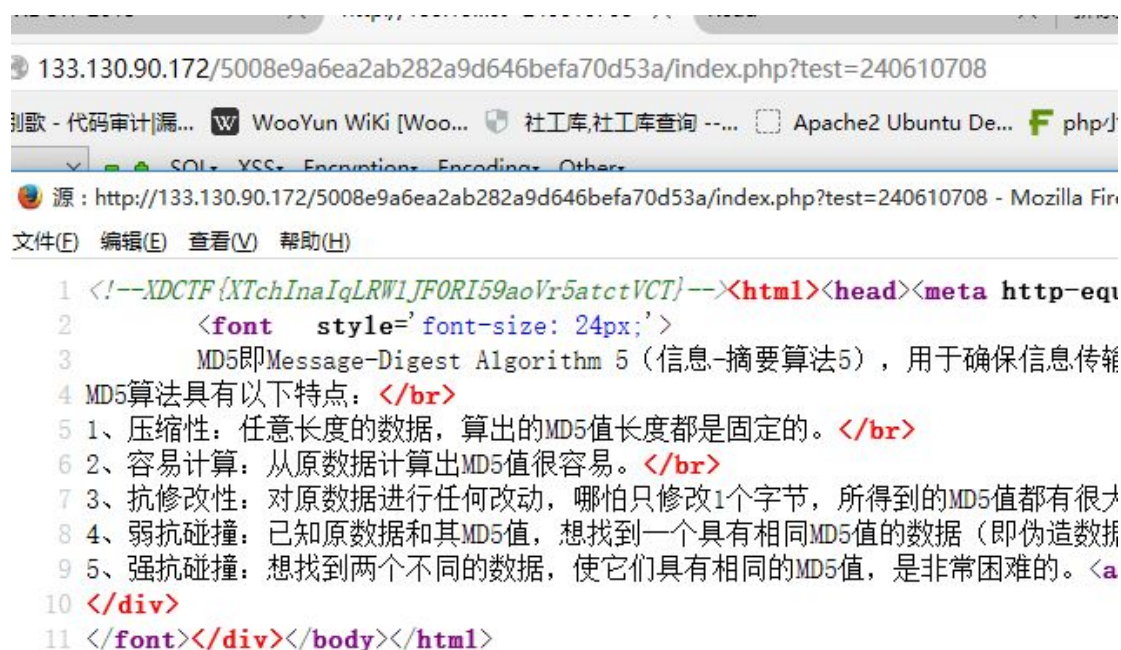 133.130.90.172/5008e9a6ea2ab282a9d646befa70d53a/index.php?test=240610708
刚歌 - 代码审计|漏... WooYun WiKi [Woo... 社工库,社工库查询 --... Apache2 Ubuntu De... php小
SQL- XSS- Encryption- Encoding- Other-
源：http://133.130.90.172/5008e9a6ea2ab282a9d646befa70d53a/index.php?test=240610708 - Mozilla Fir
文件(F) 编辑(E) 查看(V) 帮助(H)
1 <!--XDCTF{XTchInaIqLRW1JF0RI59aoVr5atctVCT}--><html><head><meta http-equ
2 <font style='font-size: 24px;'>
3 MD5即Message-Digest Algorithm 5（信息-摘要算法5），用于确保信息传输
4 MD5算法具有以下特点：</br>
5 1、压缩性：任意长度的数据，算出的MD5值长度都是固定的。</br>
6 2、容易计算：从原数据计算出MD5值很容易。</br>
7 3、抗修改性：对原数据进行任何改动，哪怕只修改1个字节，所得到的MD5值都有很大
8 4、弱抗碰撞：已知原数据和其MD5值，想找到一个具有相同MD5值的数据（即伪造数据
9 5、强抗碰撞：想找到两个不同的数据，使它们具有相同的MD5值，是非常困难的。<a
10 </div>
11 </font></div></body></html>